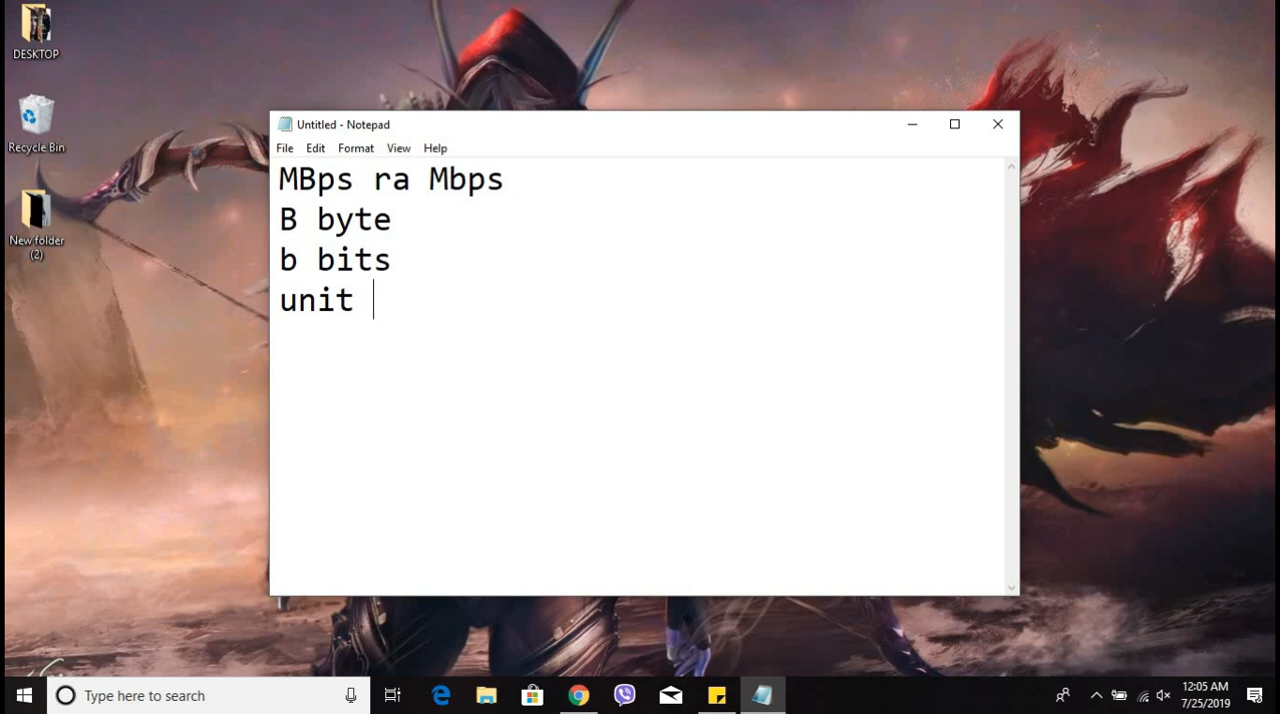 DESKTOP
Recycle Bin
New folder
(2)
Untitled - Notepad
File Edit Format View Help
MBps ra Mbps
B byte
b bits
unit
Type here to search
12:05 AM
7/25/2019